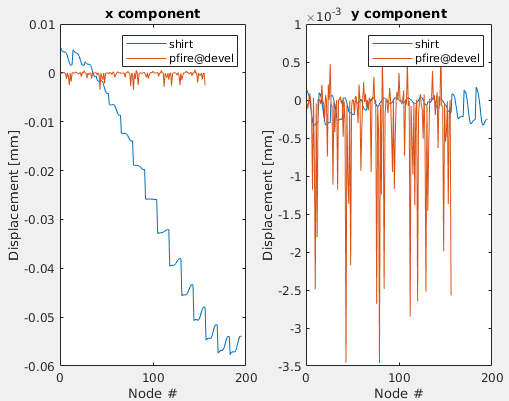 x component
0.01
0
-0.01
-0.02
-0.03
-0.04
-0.05
-0.06
0
100
200
Displacement [mm]
Node #
shirt
pfire@devel
y component
×10-3
1
0.5
0
-0.5
-1
-1.5
-2
-2.5
-3
-3.5
0
50
100
150
200
Displacement [mm]
Node #
shirt
pfire@devel